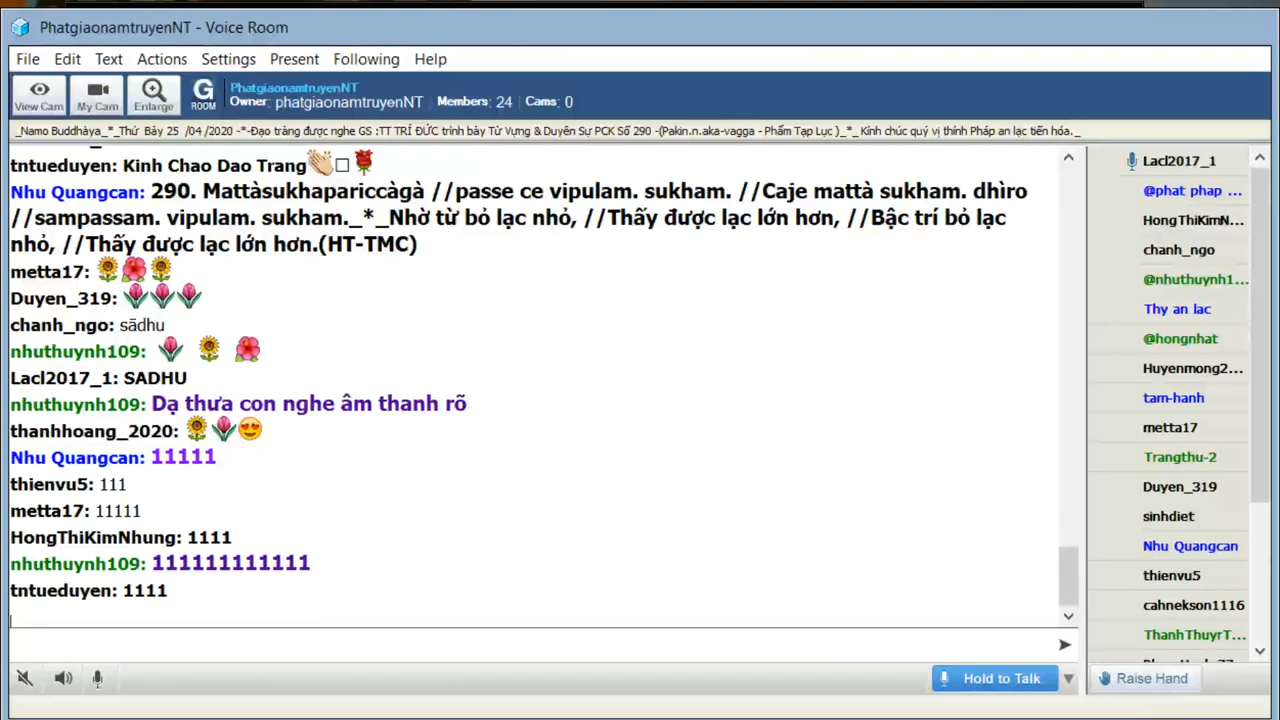 PhatgiaonamtruyenNT - Voice Room
File Edit Text Actions Settings Present Following Help
View Cam My Cam Enlarge G ROOM
PhatgiaonamtruyenNT
Owner: phatgiaonamtruyenNT Members: 24 Cams: 0
_Namo Buddhàya_*_Thứ Bảy 25 /04 /2020 -*-Đạo tràng được nghe GS :TT TRÍ ĐỨC trình bày Từ Vựng & Duyên Sự PCK Số 290 -(Pakin.n.aka-vagga - Phẩm Tạp Lục )_*_ Kính chúc quý vị thính Pháp an lạc tiến hóa._
tntueduyen: Kinh Chao Dao Trang👏🏻□🌹
Nhu Quangcan: 290. Mattàsukhapariccàgà //passe ce vipulam. sukham. //Caje mattà sukham. dhìro
//sampassam. vipulam. sukham._*_Nhờ từ bỏ lạc nhỏ, //Thấy được lạc lớn hơn, //Bậc trí bỏ lạc
nhỏ, //Thấy được lạc lớn hơn.(HT-TMC)
metta17: 🌻🌺🌻
Duyen_319: 🌷🌷🌷
chanh_ngo: sādhu
nhuthuynh109: 🌷 🌻 🌺
Lacl2017_1: SADHU
nhuthuynh109: Dạ thưa con nghe âm thanh rõ
thanhhoang_2020: 🌻🌷😍
Nhu Quangcan: 11111
thienvu5: 111
metta17: 11111
HongThiKimNhung: 1111
nhuthuynh109: 111111111111
tntueduyen: 1111
Lacl2017_1
@phat phap ...
HongThiKimN...
chanh_ngo
@nhuthuynh1...
Thy an lac
@hongnhat
Huyenmong2...
tam-hanh
metta17
Trangthu-2
Duyen_319
sinhdiet
Nhu Quangcan
thienvu5
cahnekson1116
ThanhThuyrT...
Hold to Talk
Raise Hand